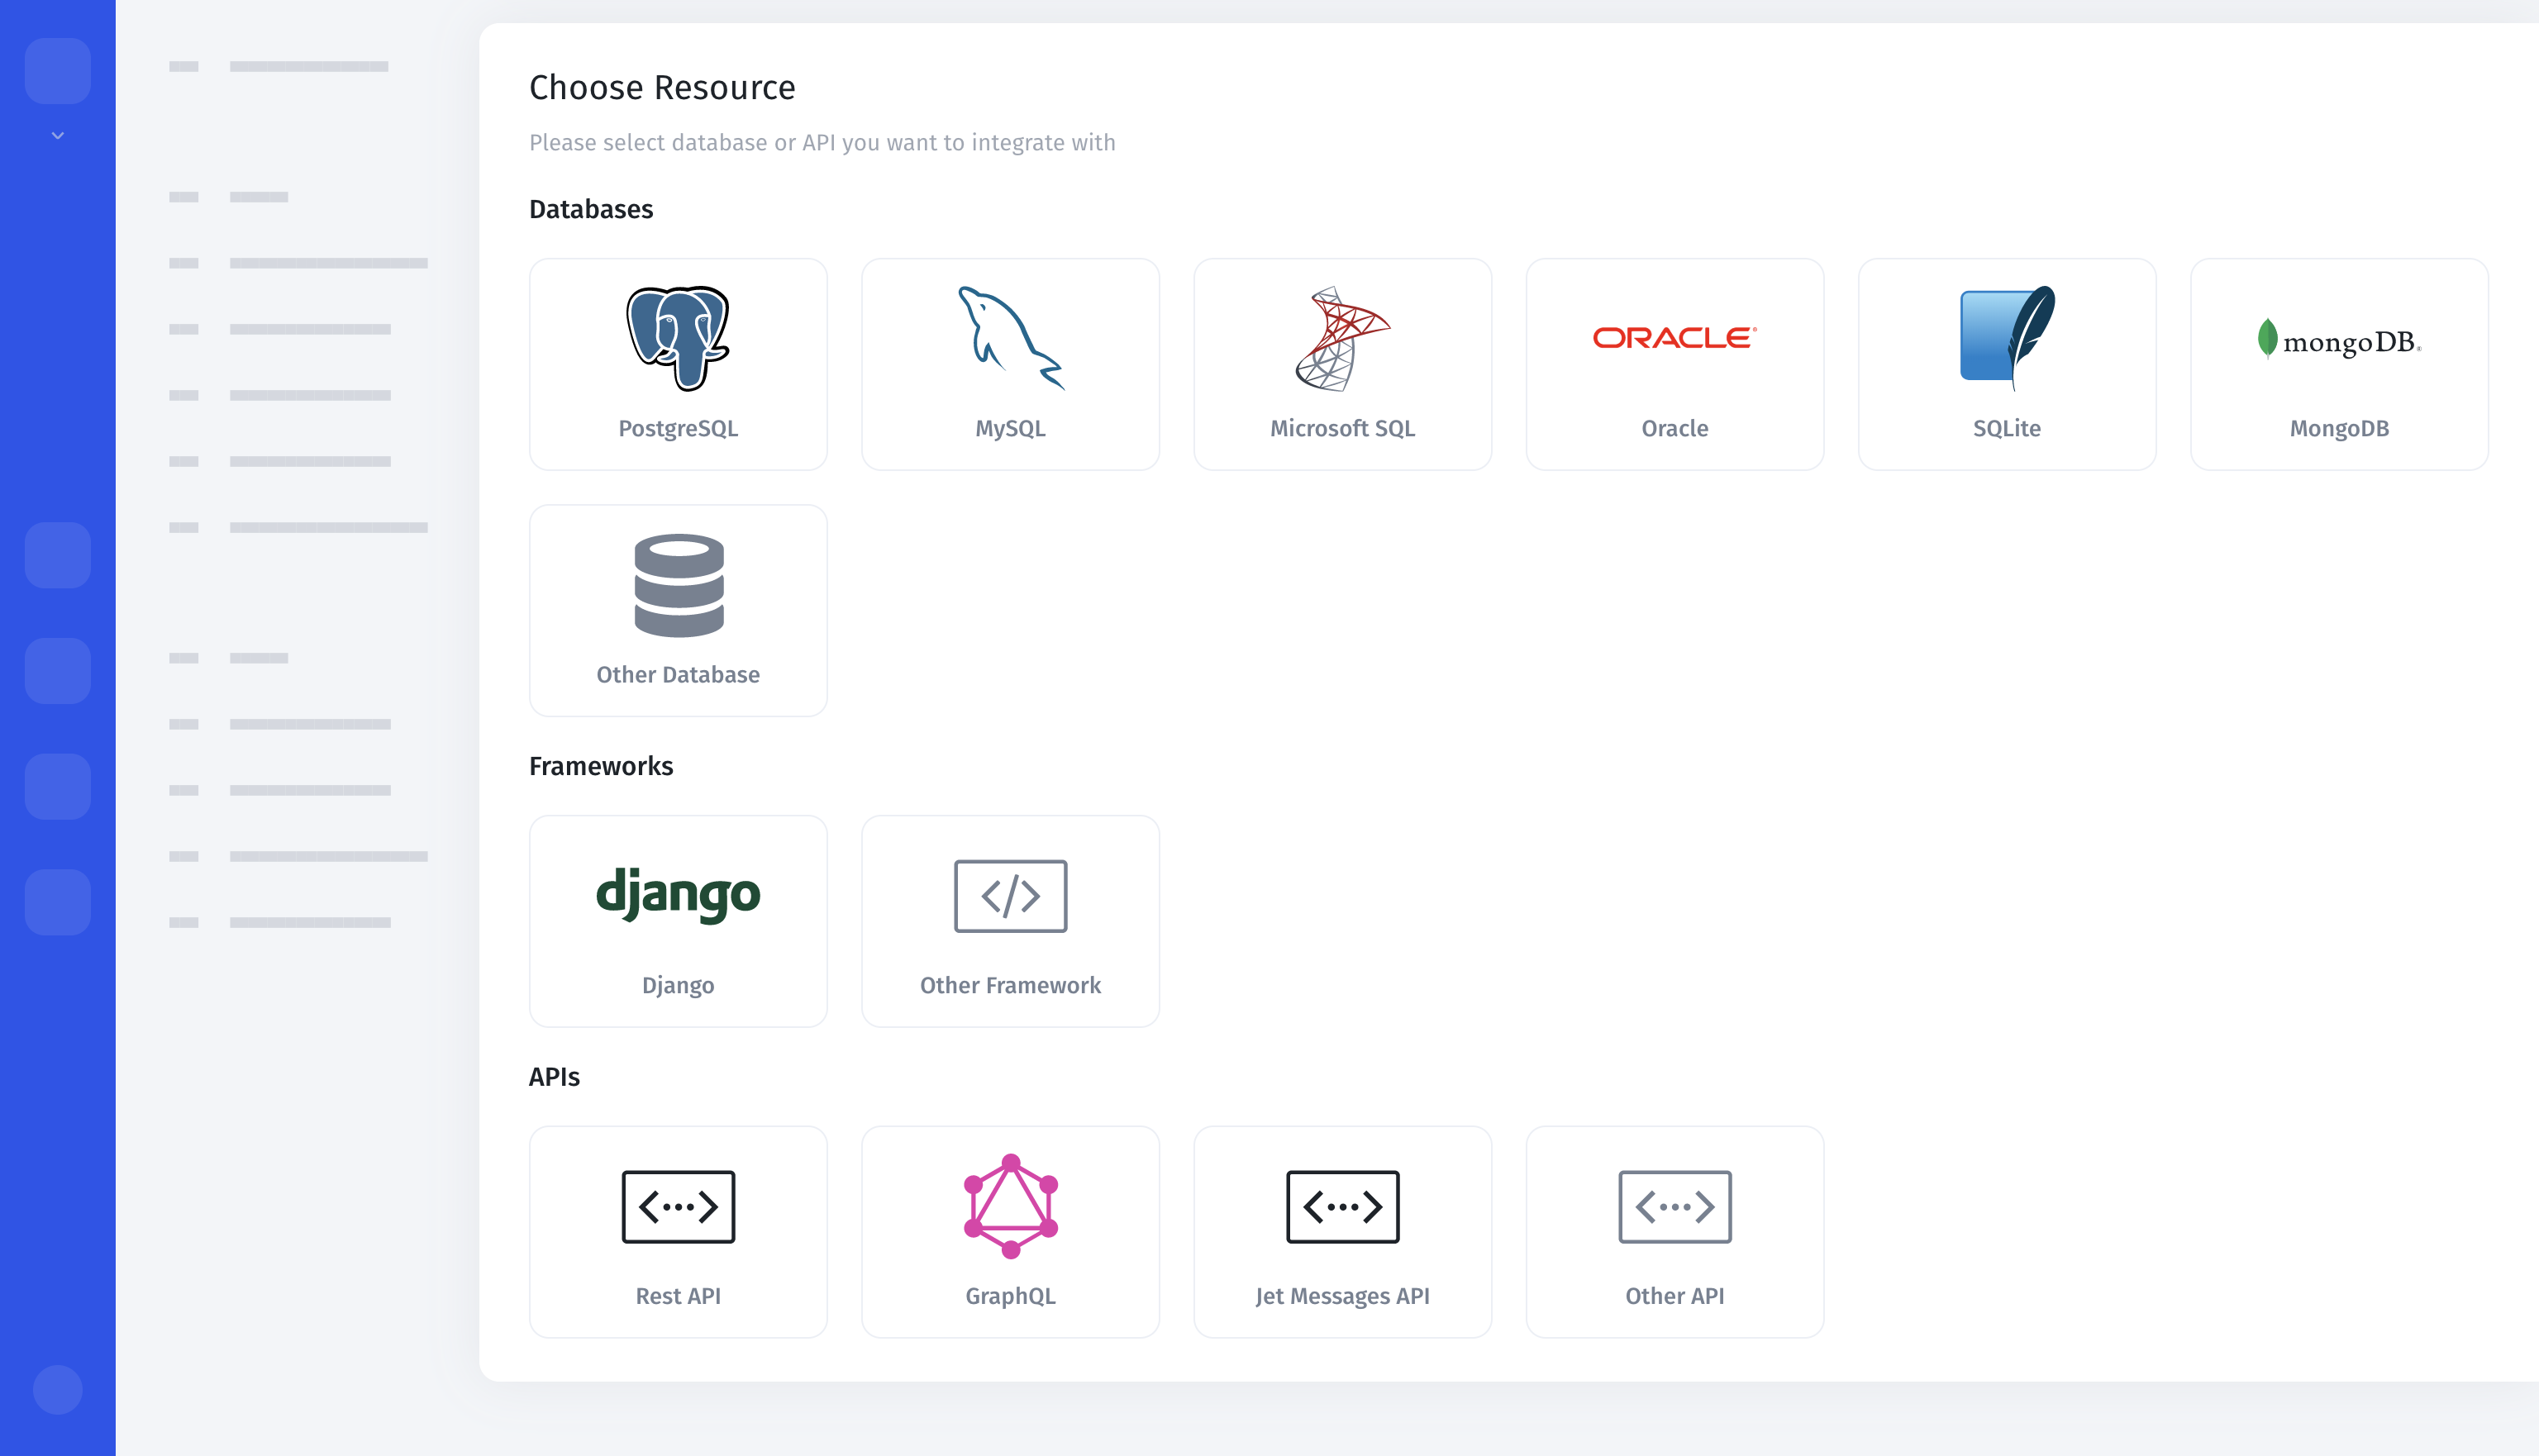 Choose Resource
Please select database or API you want to integrate with
Databases
ORACLE®
mongoDB®
PostgreSQL
MySQL
Microsoft SQL
Oracle
SQLite
MongoDB
Other Database
Frameworks
django
Django
Other Framework
APIs
Rest API
GraphQL
Jet Messages API
Other API